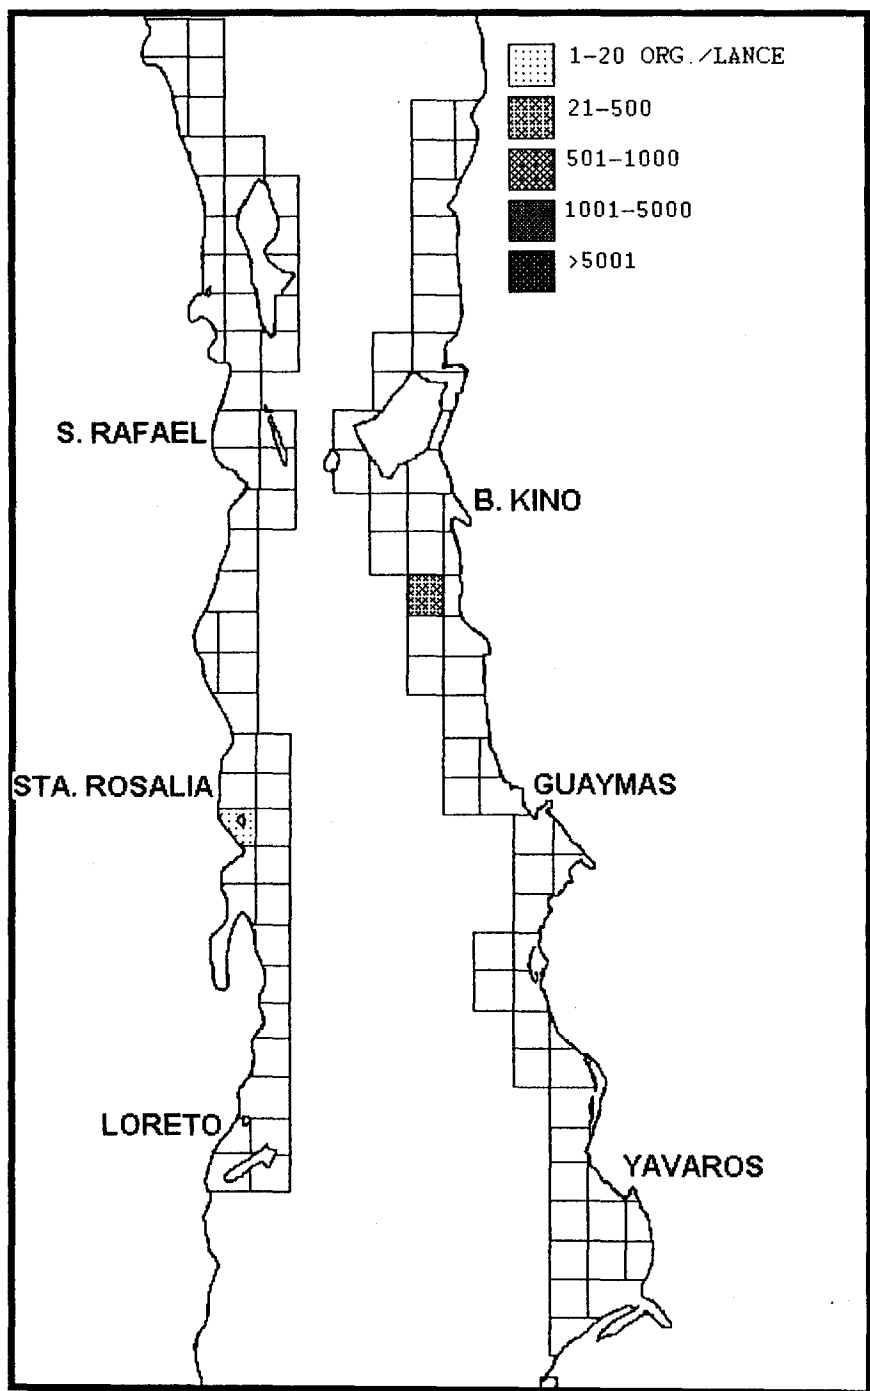 1-20 ORG./LANCE
21-500
501-1000
1001-5000
>5001
S. RAFAEL
B. KINO
STA. ROSALIA
GUAYMAS
LORETO
YAVAROS